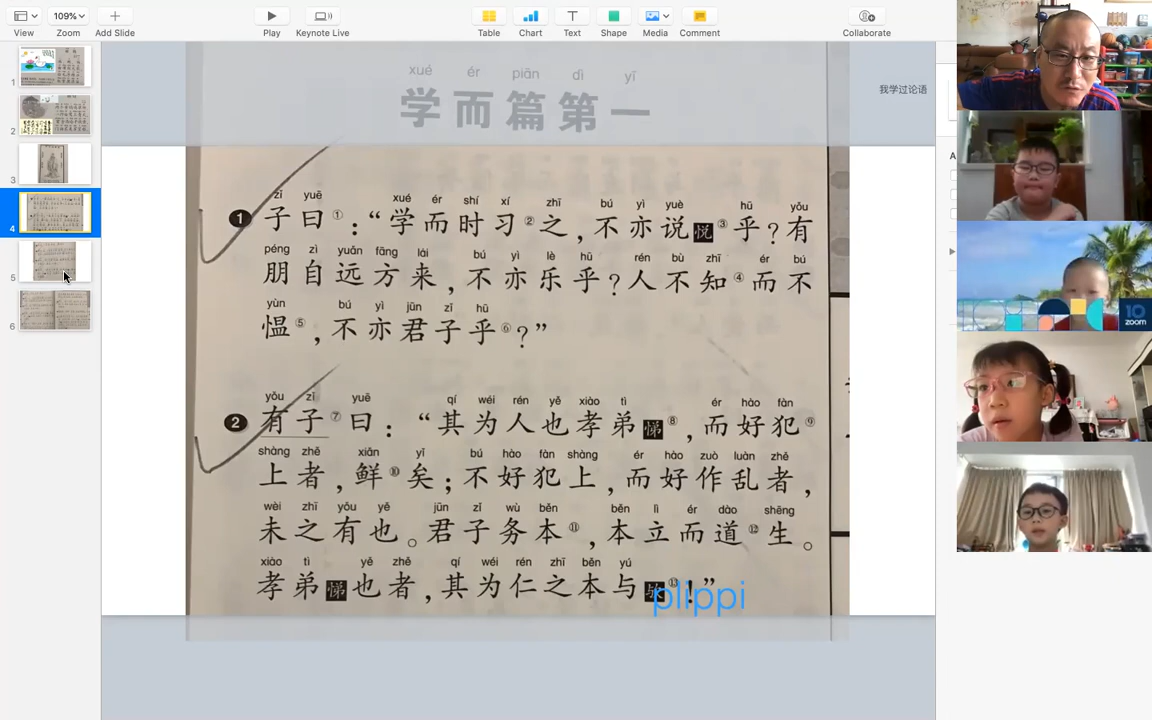 109%
View
Zoom
Add Slide
Play
Keynote Live
Table
Chart
Text
Shape
Media
Comment
Collaborate
1
2
3
4
5
6
xué ér piān dì yī
学而篇第一
我学过论语
zǐ yuē xué ér shí xí zhī bú yì yuè hū yǒu
❶ 子曰①：“学而时习②之，不亦说悦③乎？有
péng zì yuǎn fāng lái bú yì lè hū rén bù zhī ér bú
朋自远方来，不亦乐乎？人不知④而不
yùn bú yì jūn zǐ hū
愠⑤，不亦君子乎⑥？”
yǒu zǐ yuē qí wéi rén yě xiào tì ér hào fàn
❷ 有子⑦曰：“其为人也孝弟悌⑧，而好犯⑨
shàng zhě xiǎn yǐ bú hào fàn shàng ér hào zuò luàn zhě
上者，鲜⑩矣；不好犯上，而好作乱者，
wèi zhī yǒu yě jūn zǐ wù běn běn lì ér dào shēng
未之有也。君子务本⑪，本立而道⑫生。
xiào tì yě zhě qí wéi rén zhī běn yú
孝弟悌也者，其为仁之本与欤⑬！”
plippi
A
10
zoom